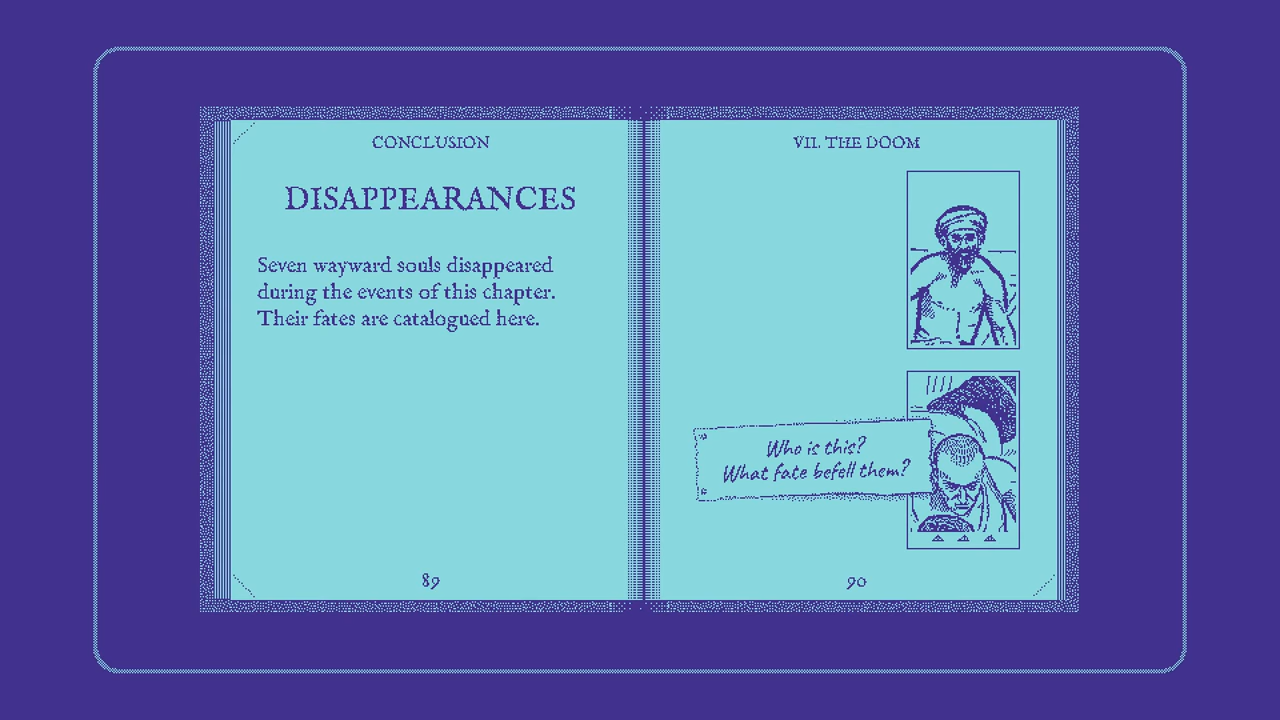 CONCLUSION
DISAPPEARANCES
Seven wayward souls disappeared
during the events of this chapter.
Their fates are catalogued here.
89
VII. THE DOOM
Who is this?
What fate befell them?
90